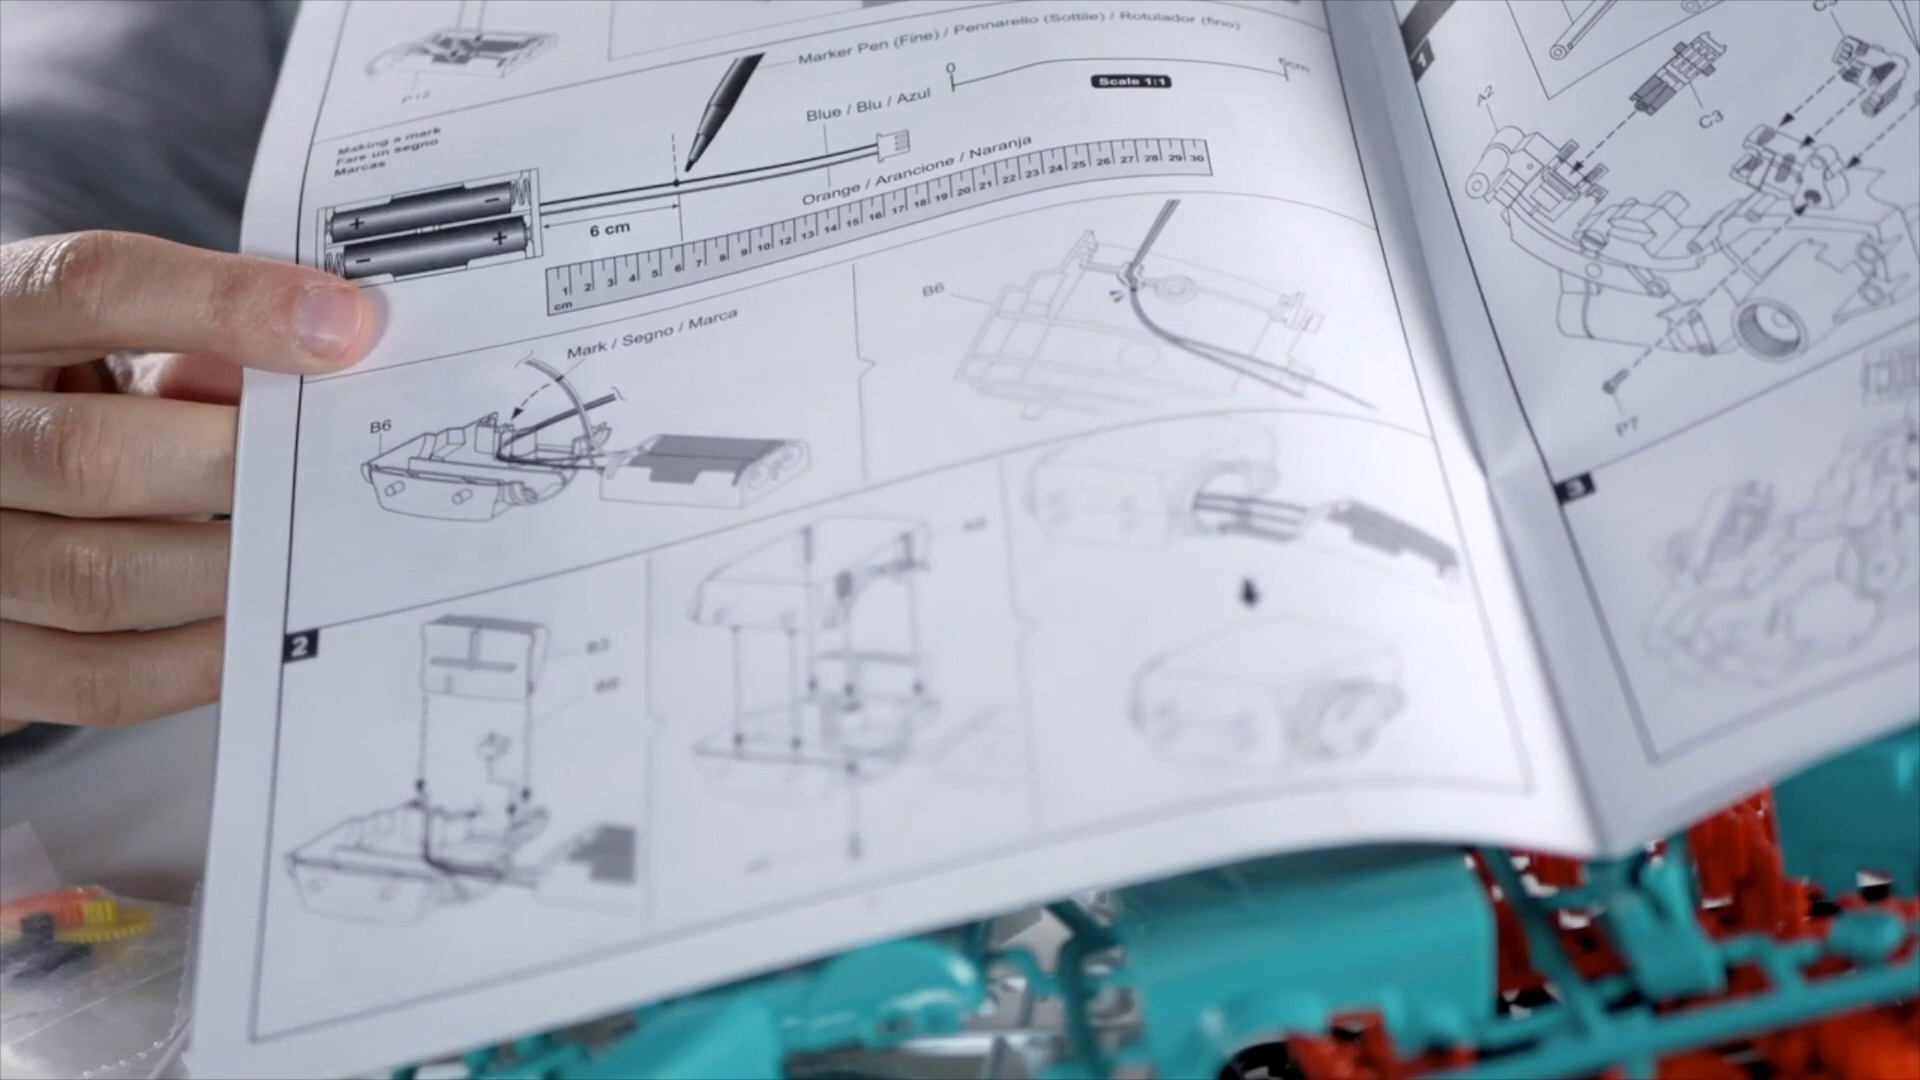 Marker Pen (Fine) / Pennarello (Sottile) / Rotulador (fino)
P12
Making a mark
Fare un segno
Marcas
Blue / Blu / Azul
0
6cm
Scale 1:1
Orange / Arancione / Naranja
+
−
+
−
6 cm
1 2 3 4 5 6 7 8 9 10 11 12 13 14 15 16 17 18 19 20 21 22 23 24 25 26 27 28 29 30
cm
Mark / Segno / Marca
B6
B6
2
B3
1
A2
C3
P7
3